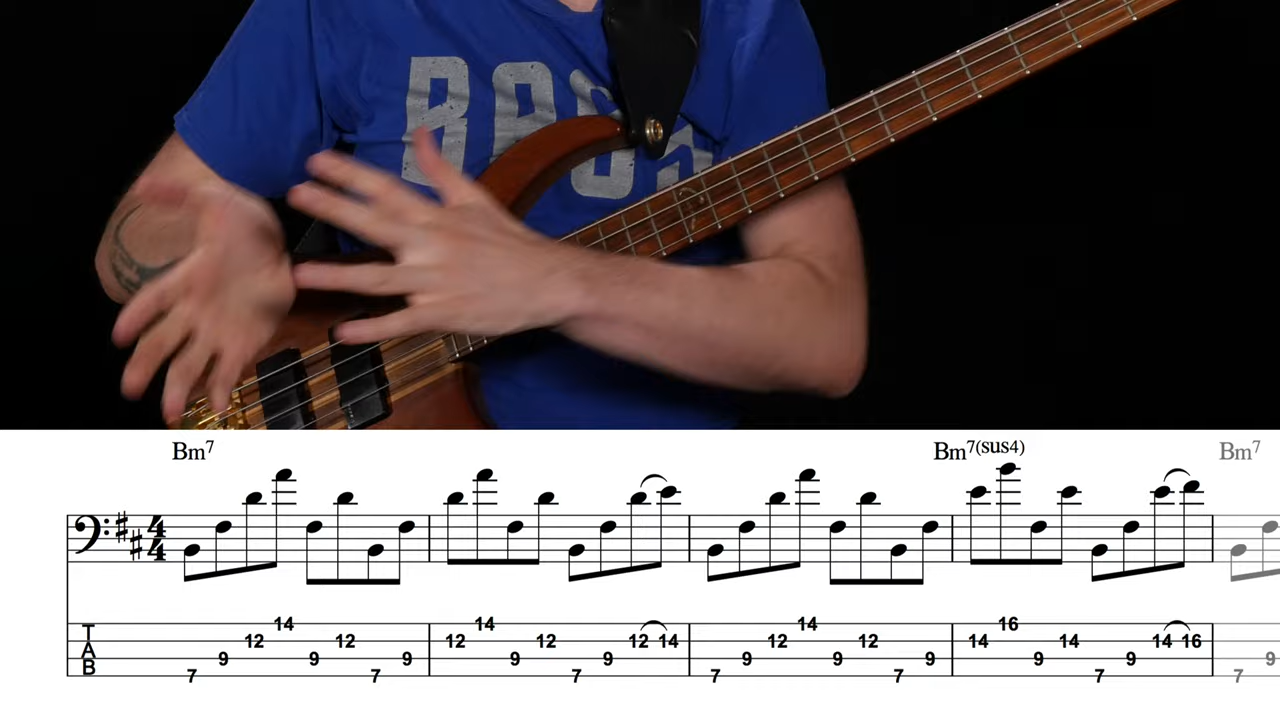 BASS
Bm7 Bm7(sus4) Bm7
4
4
T 14 14 14 16
A 12 12 12 12 12 14 12 12 14 14 14 16
B 9 9 9 9 9 9 9 9 9 9 9
7 7 7 7 7 7 7